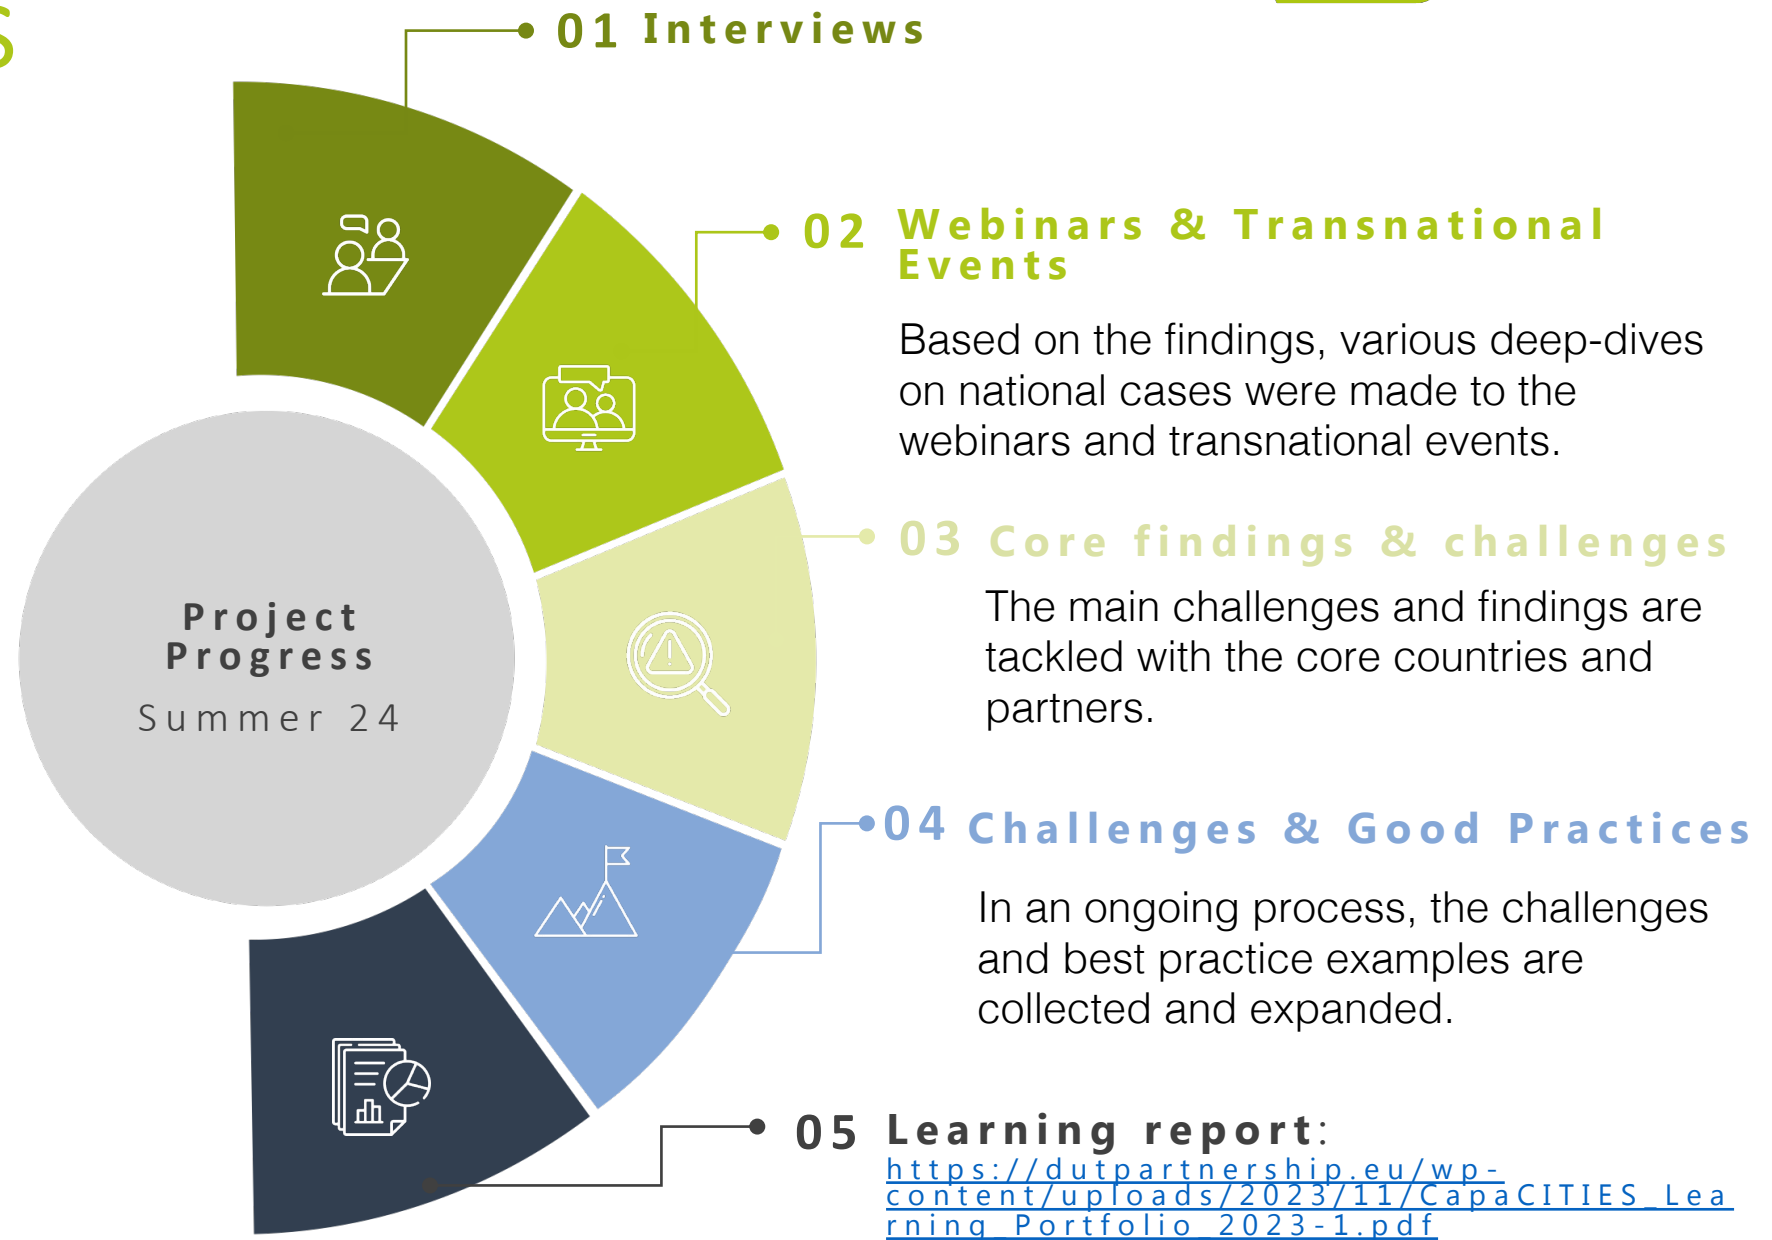 S
01 Interviews
02 Webinars & Transnational
Events
Based on the findings, various deep-dives
on national cases were made to the
webinars and transnational events.
03 Core findings & challenges
The main challenges and findings are
tackled with the core countries and
partners.
Project
Progress
Summer 24
04 Challenges & Good Practices
In an ongoing process, the challenges
and best practice examples are
collected and expanded.
05 Learning report:
https://dutpartnership.eu/wp-
content/uploads/2023/11/CapaCITIES_Lea
rning_Portfolio_2023-1.pdf